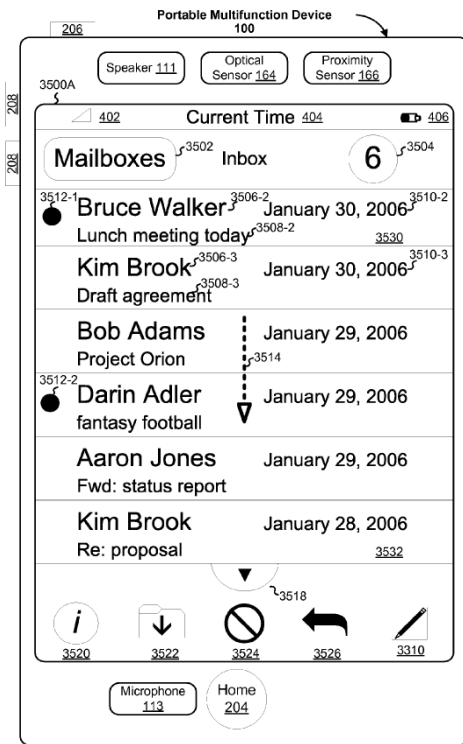 Portable Multifunction Device
100
206
Speaker 111
Optical
Sensor 164
Proximity
Sensor 166
208
3500A
402
Current Time 404
406
208
Mailboxes
3502
Inbox
6
3504
3512-1
Bruce Walker
3506-2
January 30, 2006
3510-2
Lunch meeting today
3508-2
3530
Kim Brook
3506-3
January 30, 2006
3510-3
Draft agreement
3508-3
Bob Adams
January 29, 2006
Project Orion
3514
3512-2
Darin Adler
January 29, 2006
fantasy football
Aaron Jones
January 29, 2006
Fwd: status report
Kim Brook
January 28, 2006
Re: proposal
3532
3518
i
3520
3522
3524
3526
3310
Microphone
113
Home
204